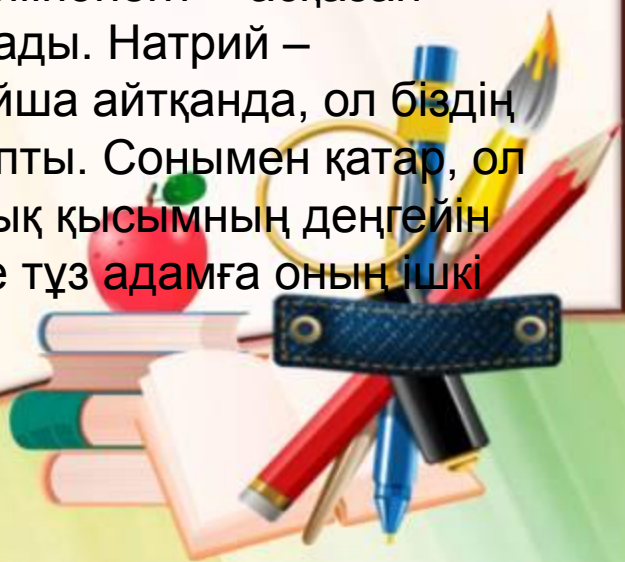 ады. Натрий –
йша айтқанда, ол біздің
пты. Сонымен қатар, ол
ық қысымның деңгейін
е тұз адамға оның ішкі